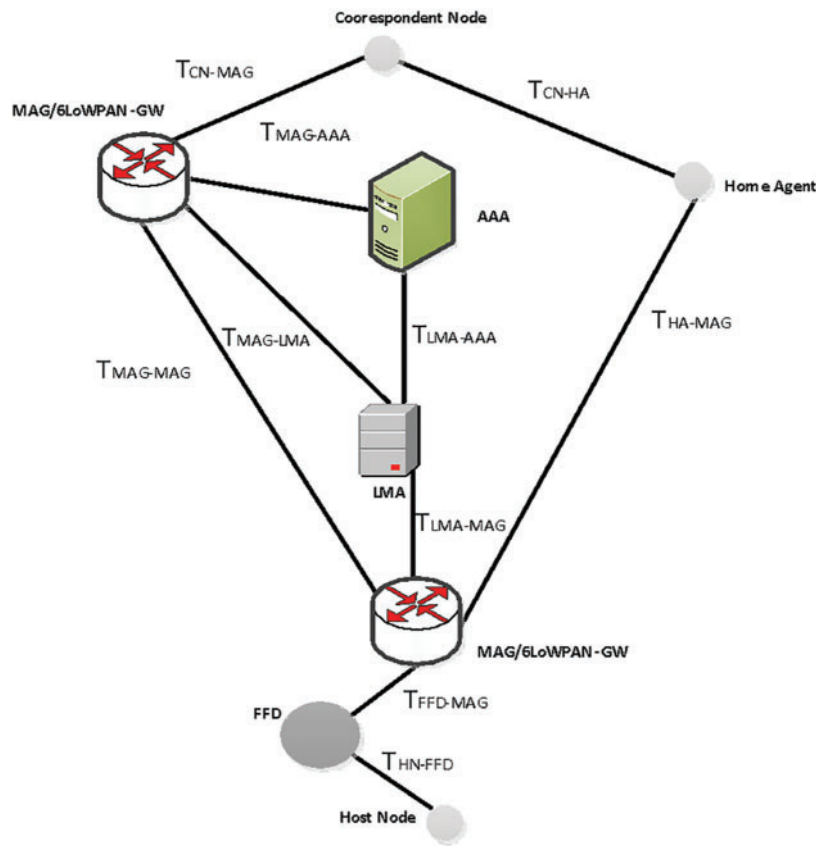 Coorespondent Node
TCN-MAG
TCN-HA
MAG/6LoWPAN-GW
TMAG-AAA
Home Agent
AAA
TMAG-LMA
TLMA-AAA
THA-MAG
TMAG-MAG
LMA
TLMA-MAG
MAG/6LoWPAN-GW
TFFD-MAG
FFD
THN-FFD
Host Node